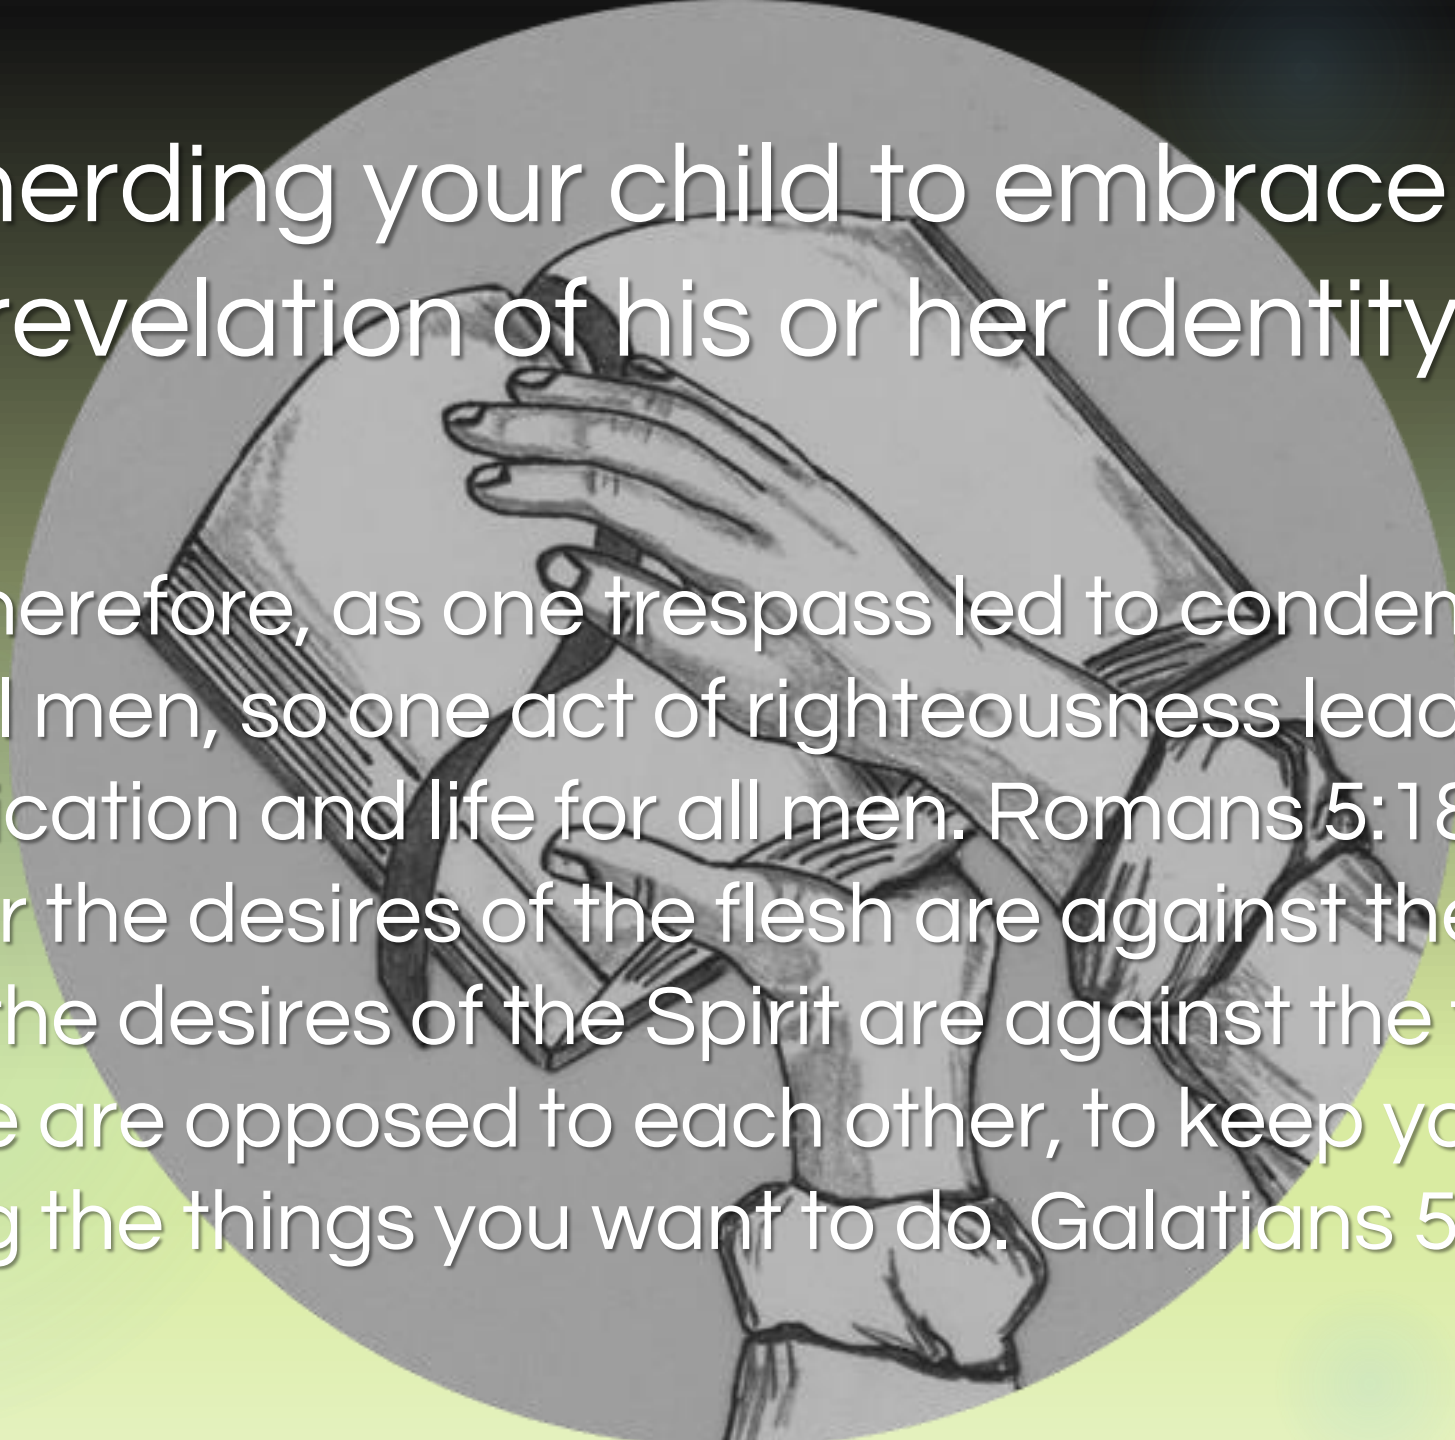 herding your child to embrace
revelation of his or her identity
herefore, as one trespass led to conden
l men, so one act of righteousness lead
ication and life for all men. Romans 5:18
r the desires of the flesh are against the
the desires of the Spirit are against the
e are opposed to each other, to keep yo
g the things you want to do. Galatians 5